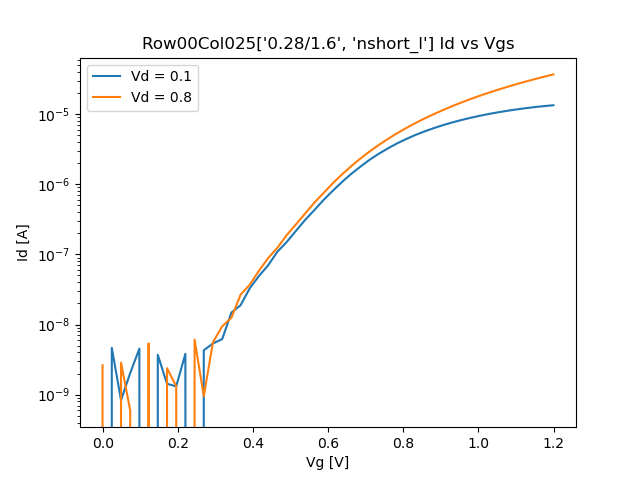 Row00Col025['0.28/1.6', 'nshort_l'] Id vs Vgs
Vd = 0.1
Vd = 0.8
Id [A]
10⁻⁵
10⁻⁶
10⁻⁷
10⁻⁸
10⁻⁹
0.0 0.2 0.4 0.6 0.8 1.0 1.2
Vg [V]